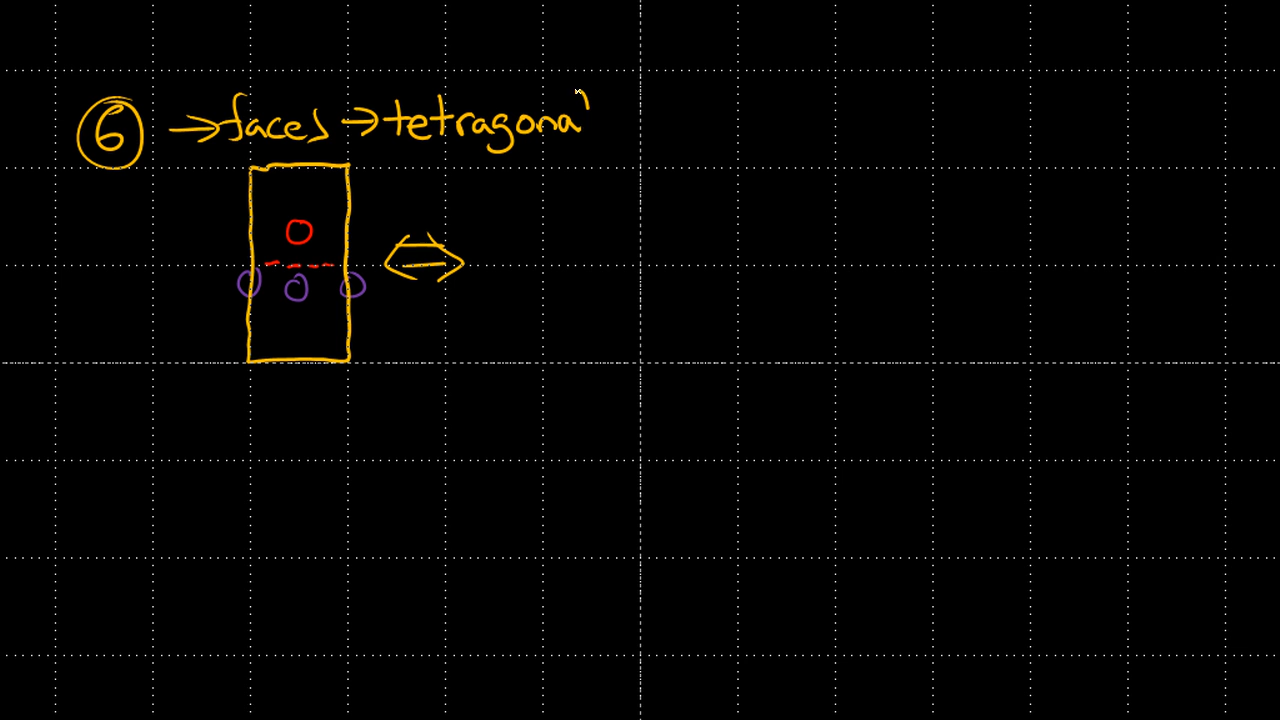 6 → faces → tetragonal